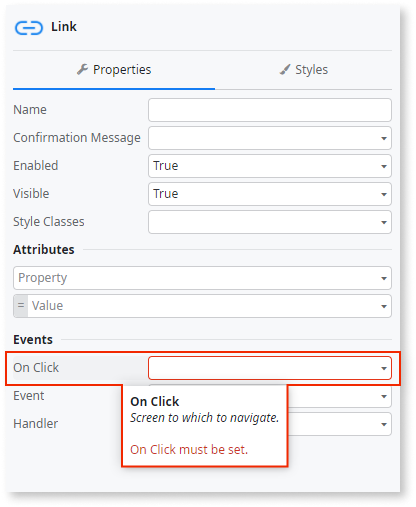 Link
Properties
Styles
Name
Confirmation Message
Enabled True
Visible True
Style Classes
Attributes
Property
= Value
Events
On Click
Event
Handler
On Click
Screen to which to navigate.
On Click must be set.